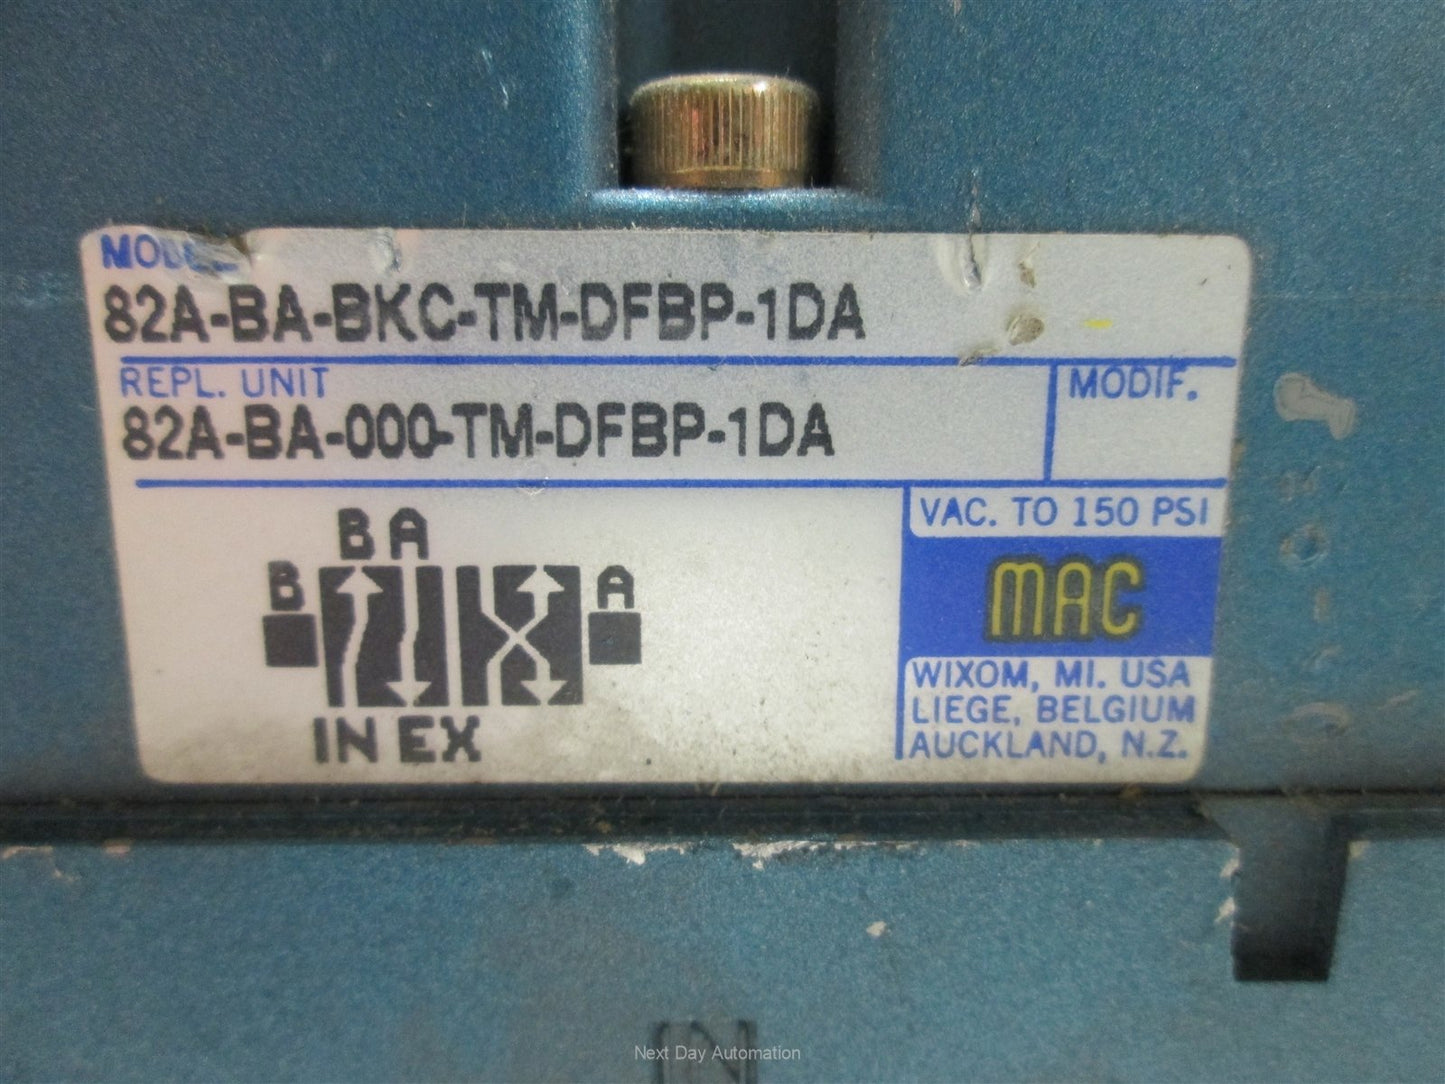 82A-BA-BKC-TM-DFBP-1DA
REPL. UNIT
MODIF.
82A-BA-000-TM-DFBP-1DA
VAC. TO 150 PSI
B A
B
A
MAC
IN EX
WIXOM, MI. USA
LIEGE, BELGIUM
AUCKLAND, N.Z.
IN
Next Day Automation